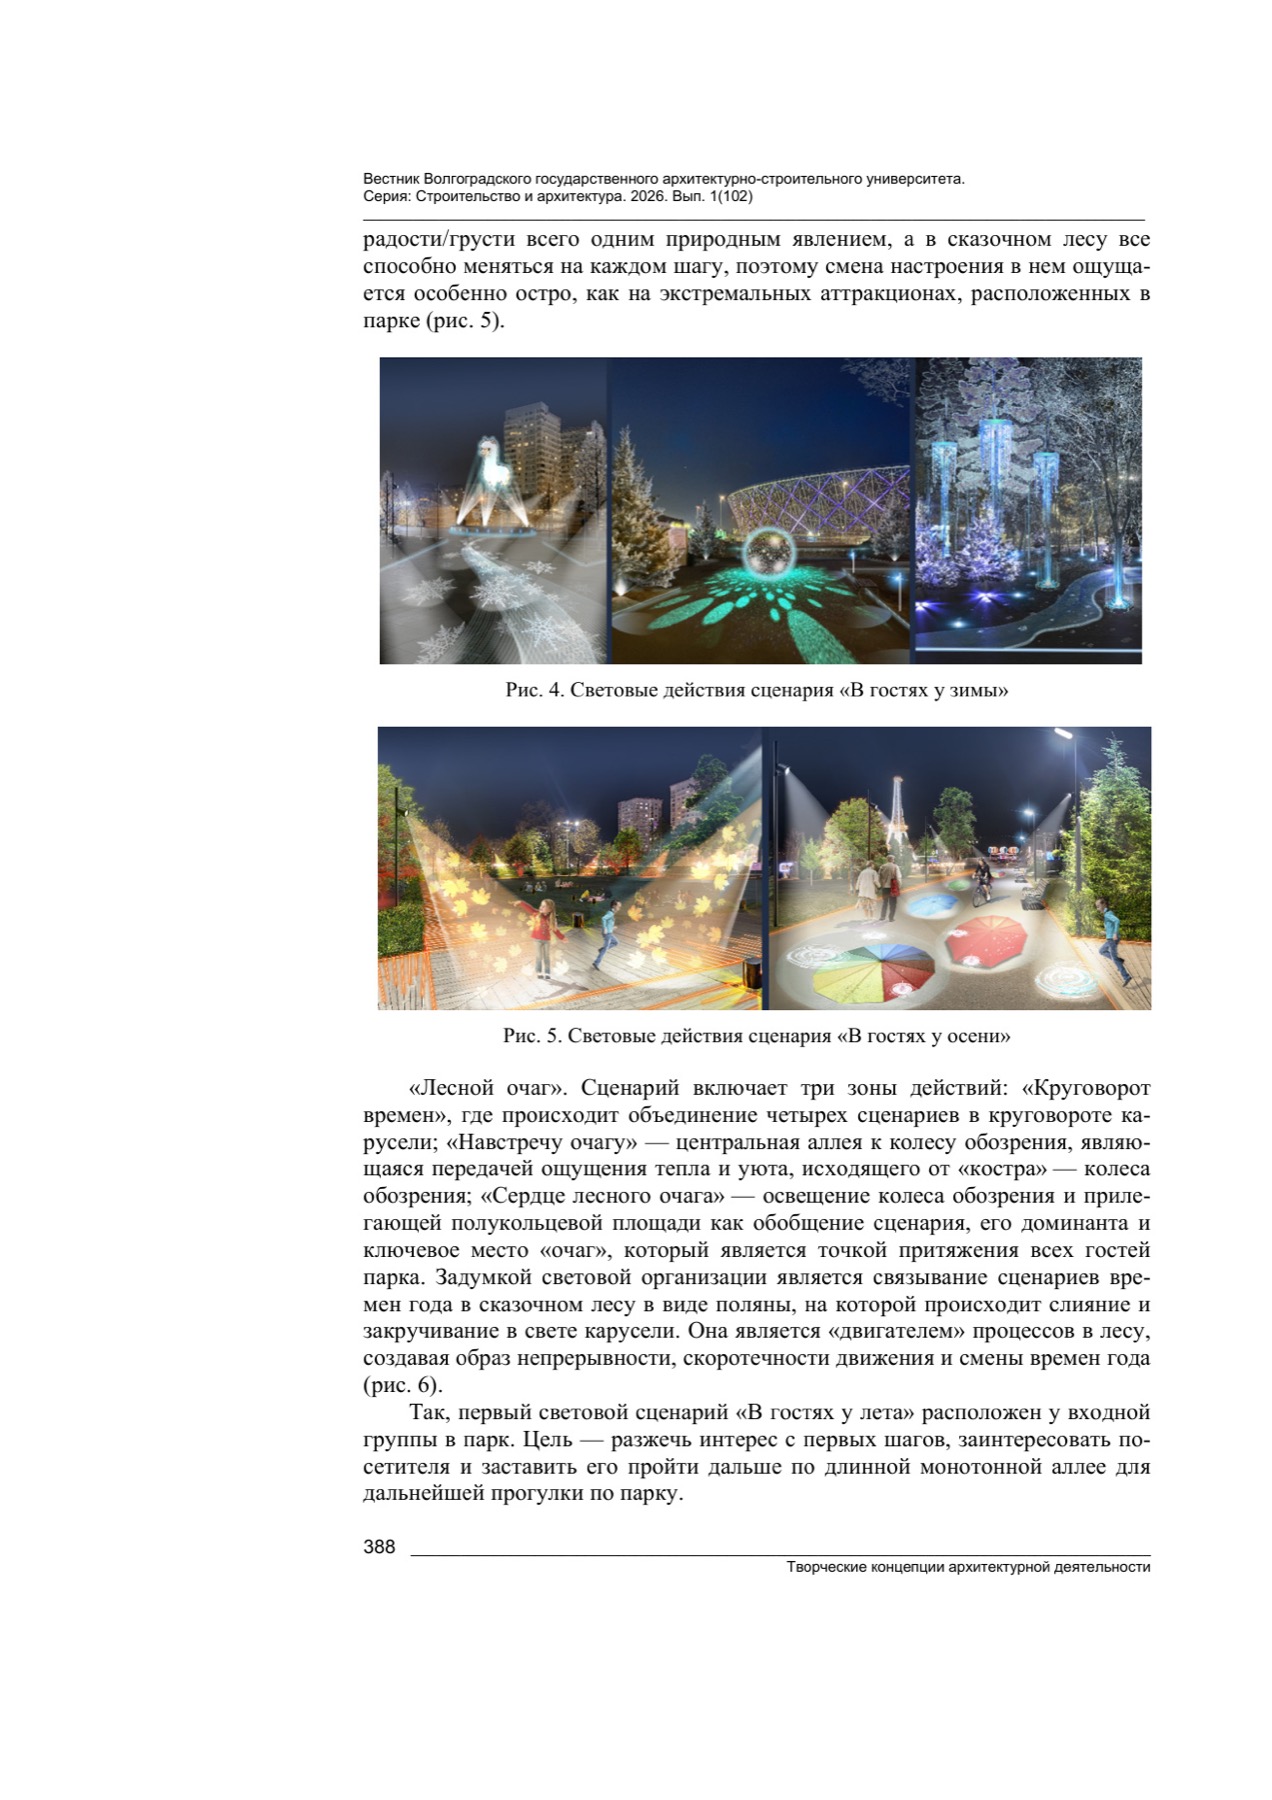 Вестник Волгоградского государственного архитектурно-строительного университета.
Серия: Строительство и архитектура. 2026. Вып. 1(102)
радости/грусти всего одним природным явлением, а в сказочном лесу все
способно меняться на каждом шагу, поэтому смена настроения в нем ощуща-
ется особенно остро, как на экстремальных аттракционах, расположенных в
парке (рис. 5).
Рис. 4. Световые действия сценария «В гостях у зимы»
Рис. 5. Световые действия сценария «В гостях у осени»
«Лесной очаг». Сценарий включает три зоны действий: «Круговорот
времен», где происходит объединение четырех сценариев в круговороте ка-
русели; «Навстречу очагу» — центральная аллея к колесу обозрения, являю-
щаяся передачей ощущения тепла и уюта, исходящего от «костра» — колеса
обозрения; «Сердце лесного очага» — освещение колеса обозрения и приле-
гающей полукольцевой площади как обобщение сценария, его доминанта и
ключевое место «очаг», который является точкой притяжения всех гостей
парка. Задумкой световой организации является связывание сценариев вре-
мен года в сказочном лесу в виде поляны, на которой происходит слияние и
закручивание в свете карусели. Она является «двигателем» процессов в лесу,
создавая образ непрерывности, скоротечности движения и смены времен года
(рис. 6).
Так, первый световой сценарий «В гостях у лета» расположен у входной
группы в парк. Цель — разжечь интерес с первых шагов, заинтересовать по-
сетителя и заставить его пройти дальше по длинной монотонной аллее для
дальнейшей прогулки по парку.
388
Творческие концепции архитектурной деятельности